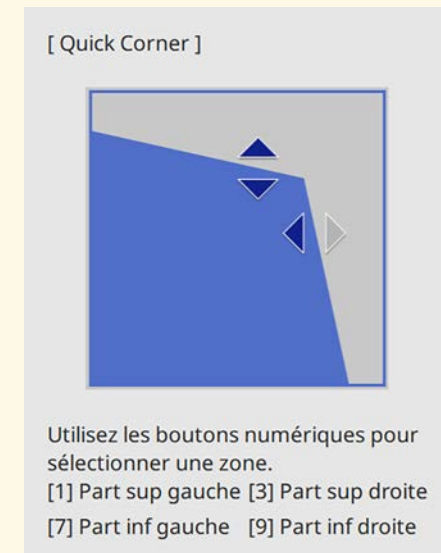 [ Quick Corner ]
Utilisez les boutons numériques pour
sélectionner une zone.
[1] Part sup gauche [3] Part sup droite
[7] Part inf gauche [9] Part inf droite